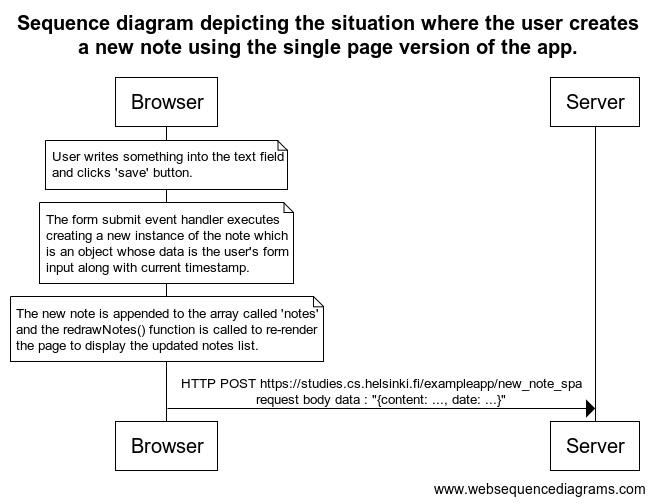 Sequence diagram depicting the situation where the user creates
a new note using the single page version of the app.
Browser
Server
User writes something into the text field
and clicks 'save' button.
The form submit event handler executes
creating a new instance of the note which
is an object whose data is the user's form
input along with current timestamp.
The new note is appended to the array called 'notes'
and the redrawNotes() function is called to re-render
the page to display the updated notes list.
HTTP POST https://studies.cs.helsinki.fi/exampleapp/new_note_spa
request body data : "{content: ..., date: ...}"
Browser
Server
www.websequencediagrams.com